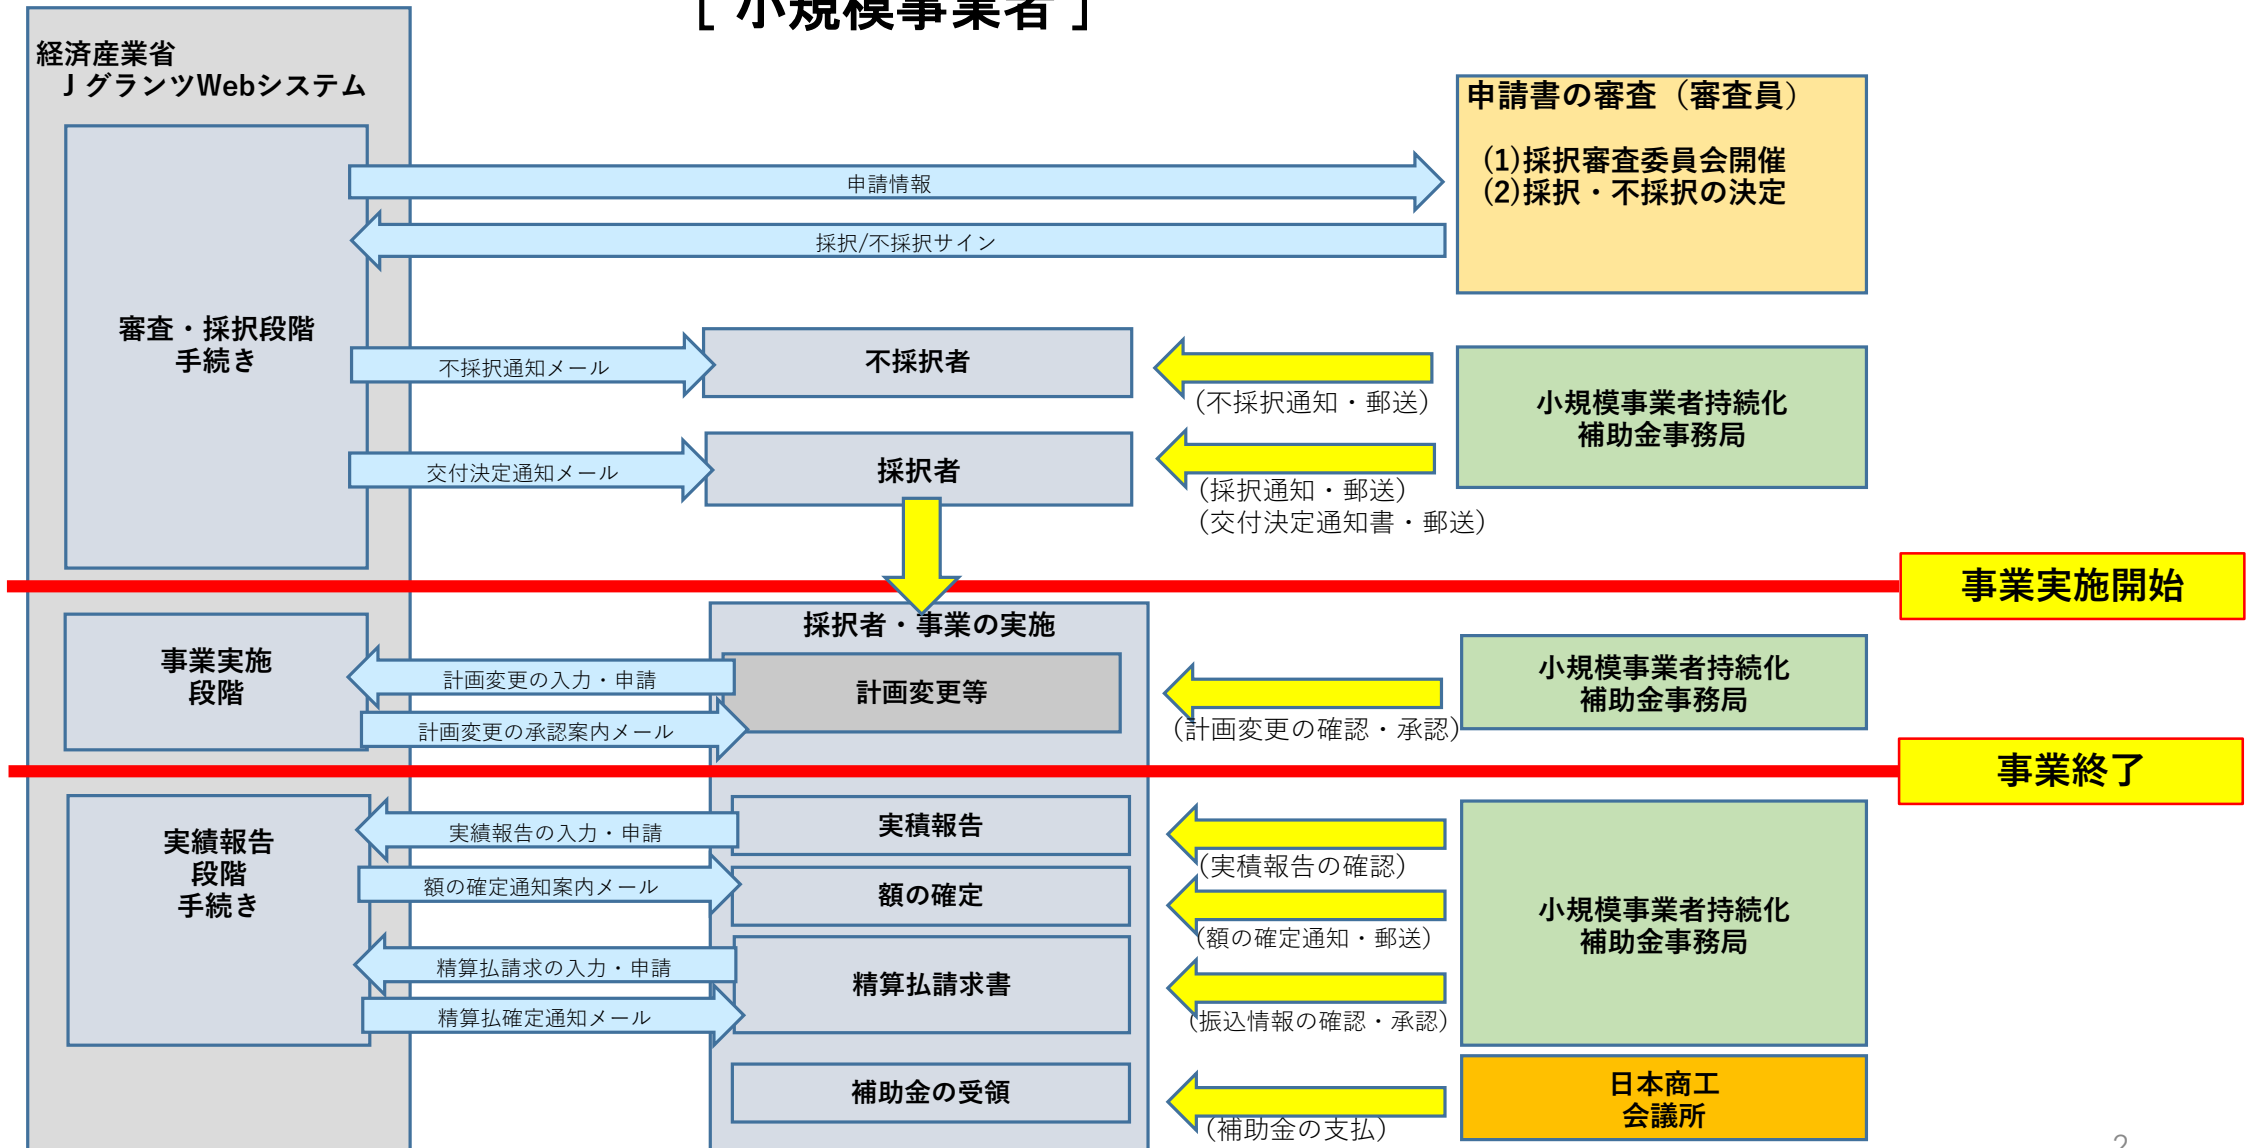 [ 小規模事業者 ]
経済産業省
JグランツWebシステム
申請書の審査（審査員）
(1)採択審査委員会開催
(2)採択・不採択の決定
申請情報
採択/不採択サイン
審査・採択段階
手続き
不採択通知メール
不採択者
(不採択通知・郵送)
小規模事業者持続化
補助金事務局
交付決定通知メール
採択者
(採択通知・郵送)
(交付決定通知書・郵送)
事業実施開始
採択者・事業の実施
事業実施
段階
計画変更の入力・申請
計画変更の承認案内メール
計画変更等
(計画変更の確認・承認)
小規模事業者持続化
補助金事務局
事業終了
実績報告
段階
手続き
実績報告の入力・申請
実積報告
(実積報告の確認)
額の確定通知案内メール
額の確定
(額の確定通知・郵送)
小規模事業者持続化
補助金事務局
精算払請求の入力・申請
精算払確定通知メール
精算払請求書
(振込情報の確認・承認)
補助金の受領
(補助金の支払)
日本商工
会議所
2